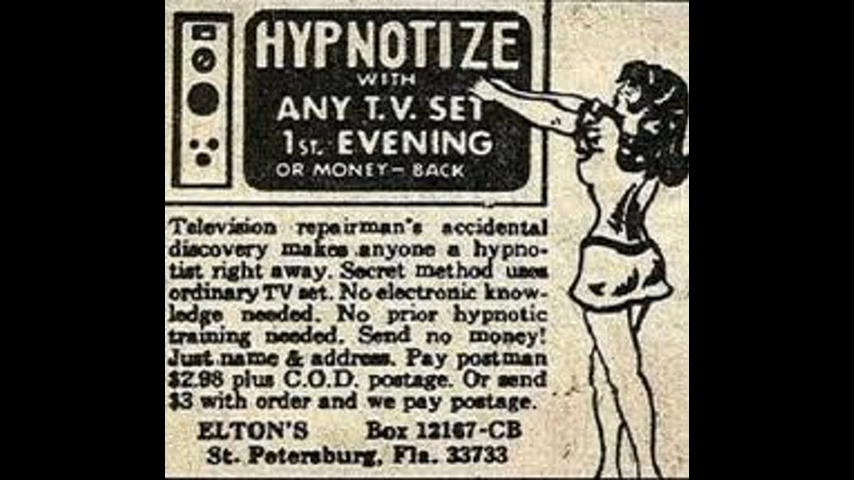 HYPNOTIZE
WITH
ANY T.V. SET
1ST. EVENING
OR MONEY-BACK
Television repairman's accidental
discovery makes anyone a hypno-
tist right away. Secret method uses
ordinary TV set. No electronic know-
ledge needed. No prior hypnotic
training needed. Send no money!
Just name & address. Pay postman
$2.98 plus C.O.D. postage. Or send
$3 with order and we pay postage.
ELTON'S Box 12167-CB
St. Petersburg, Fla. 33733